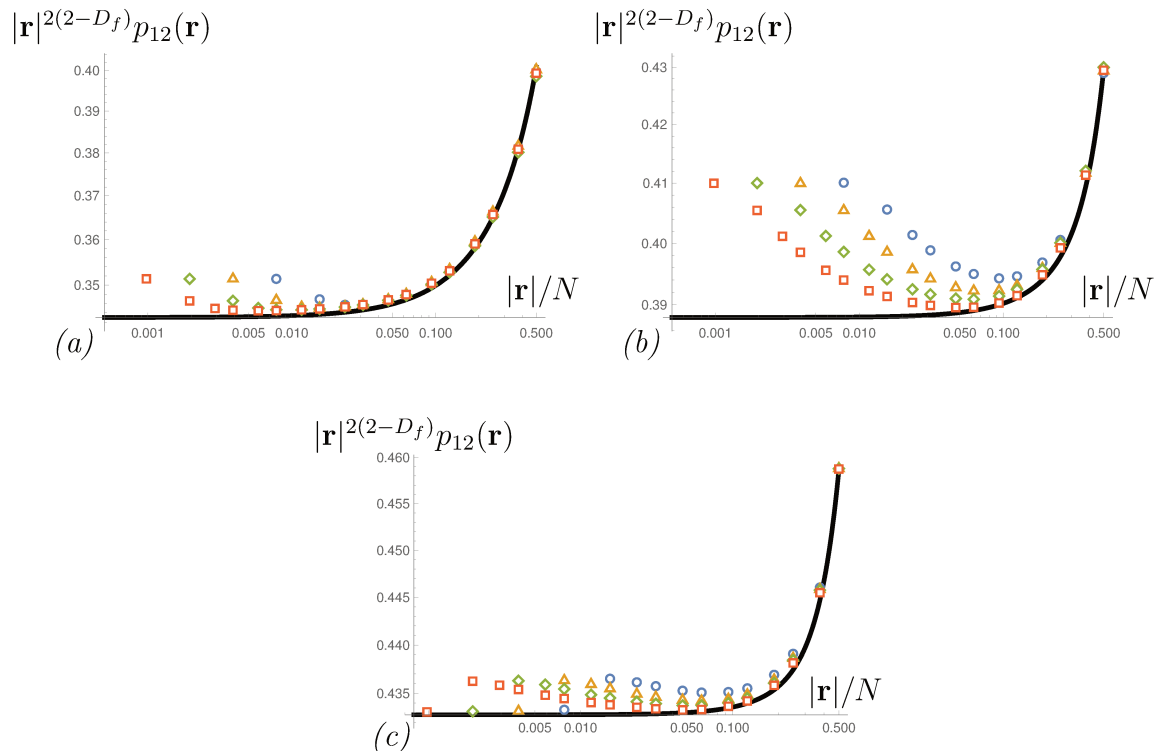 |𝐫|^{2(2−D_f)}p_{12}(𝐫)
0.40
0.39
0.38
0.37
0.36
0.35
|𝐫|/N
0.001 0.005 0.010 0.050 0.100 0.500
(a)
|𝐫|^{2(2−D_f)}p_{12}(𝐫)
0.43
0.42
0.41
0.40
0.39
|𝐫|/N
0.001 0.005 0.010 0.050 0.100 0.500
(b)
|𝐫|^{2(2−D_f)}p_{12}(𝐫)
0.460
0.455
0.450
0.445
0.440
0.435
|𝐫|/N
0.005 0.010 0.050 0.100 0.500
(c)